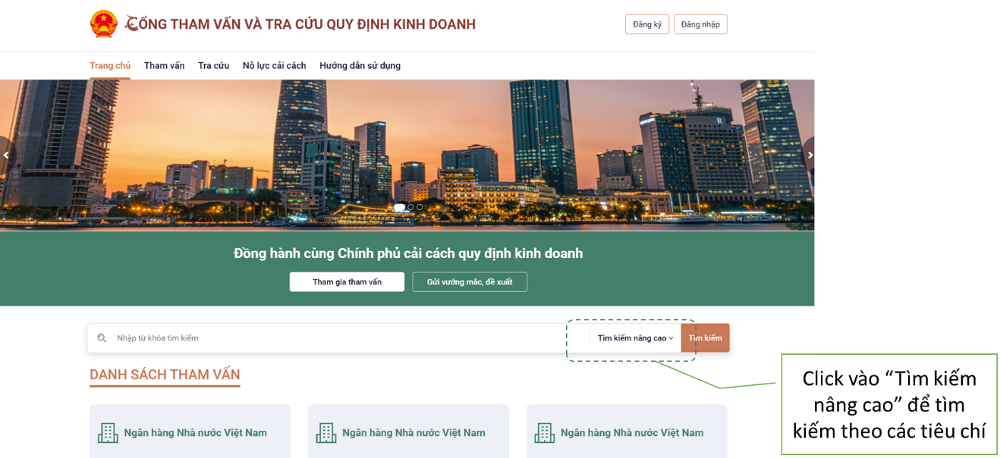 CỔNG THAM VẤN VÀ TRA CỨU QUY ĐỊNH KINH DOANH
Đăng ký
Đăng nhập
Trang chủ
Tham vấn
Tra cứu
Nỗ lực cải cách
Hướng dẫn sử dụng
Đồng hành cùng Chính phủ cải cách quy định kinh doanh
Tham gia tham vấn
Gửi vướng mắc, đề xuất
Nhập từ khóa tìm kiếm
Tìm kiếm nâng cao
Tìm kiếm
DANH SÁCH THAM VẤN
Click vào “Tìm kiếm
nâng cao” để tìm
kiếm theo các tiêu chí
Ngân hàng Nhà nước Việt Nam
Ngân hàng Nhà nước Việt Nam
Ngân hàng Nhà nước Việt Nam